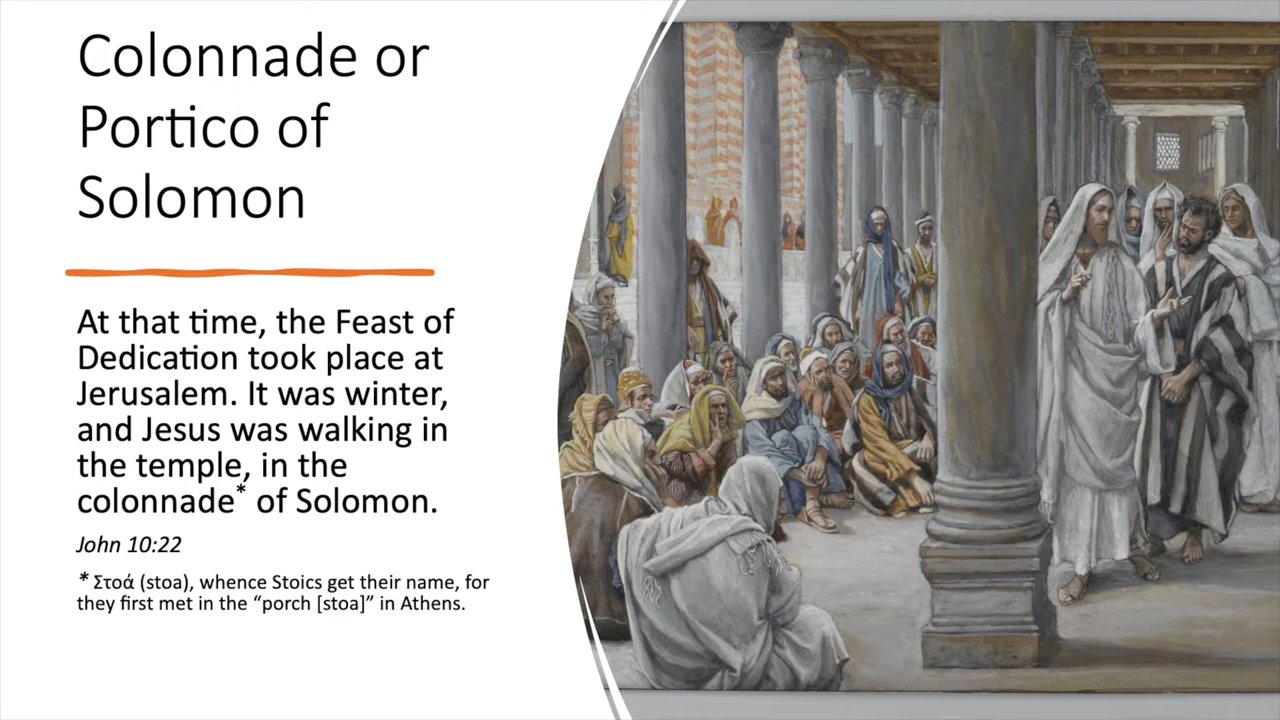 Colonnade or
Portico of
Solomon
At that time, the Feast of
Dedication took place at
Jerusalem. It was winter,
and Jesus was walking in
the temple, in the
colonnade* of Solomon.
John 10:22
* Στοά (stoa), whence Stoics get their name, for
they first met in the “porch [stoa]” in Athens.